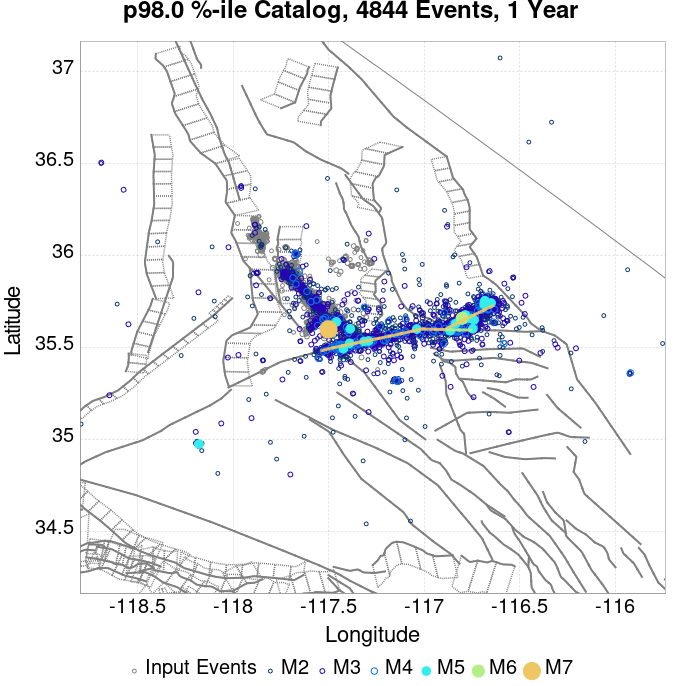 p98.0 %-ile Catalog, 4844 Events, 1 Year
37
36.5
36
35.5
35
34.5
Latitude
-118.5 -118 -117.5 -117 -116.5 -116
Longitude
Input Events M2 M3 M4 M5 M6 M7